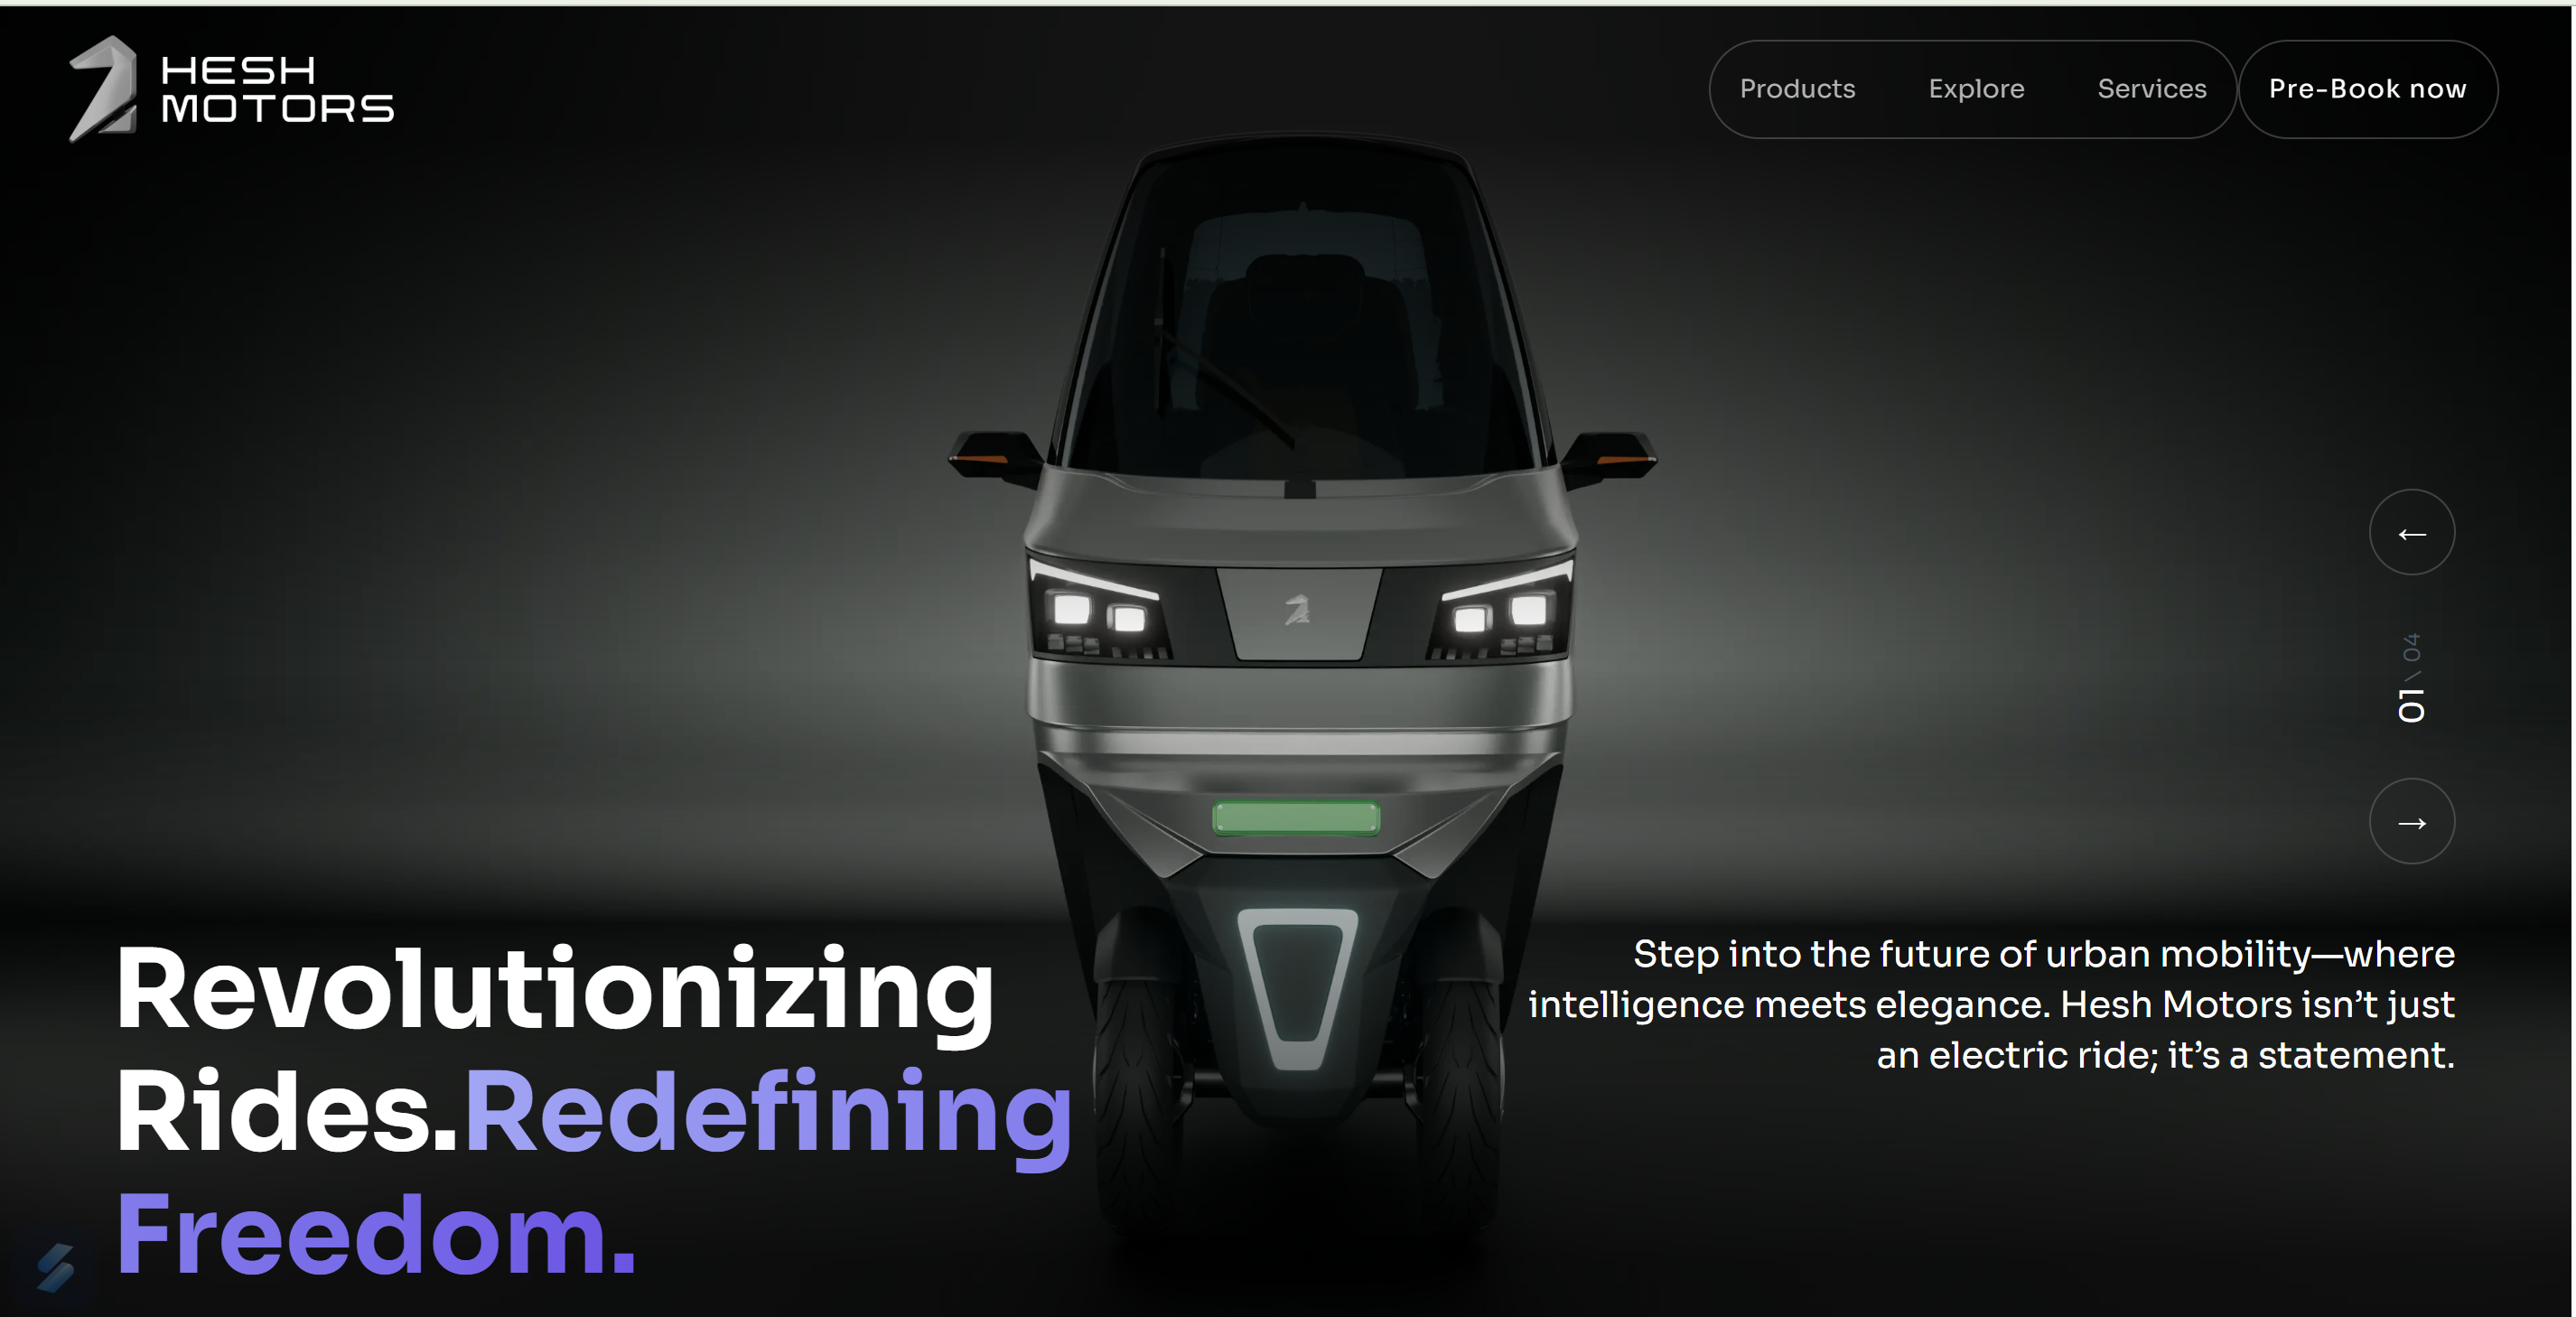 HESH
MOTORS
Products
Explore
Services
Pre-Book now
←
01 \ 04
→
Revolutionizing
Rides.Redefining
Freedom.
Step into the future of urban mobility—where
intelligence meets elegance. Hesh Motors isn’t just
an electric ride; it’s a statement.